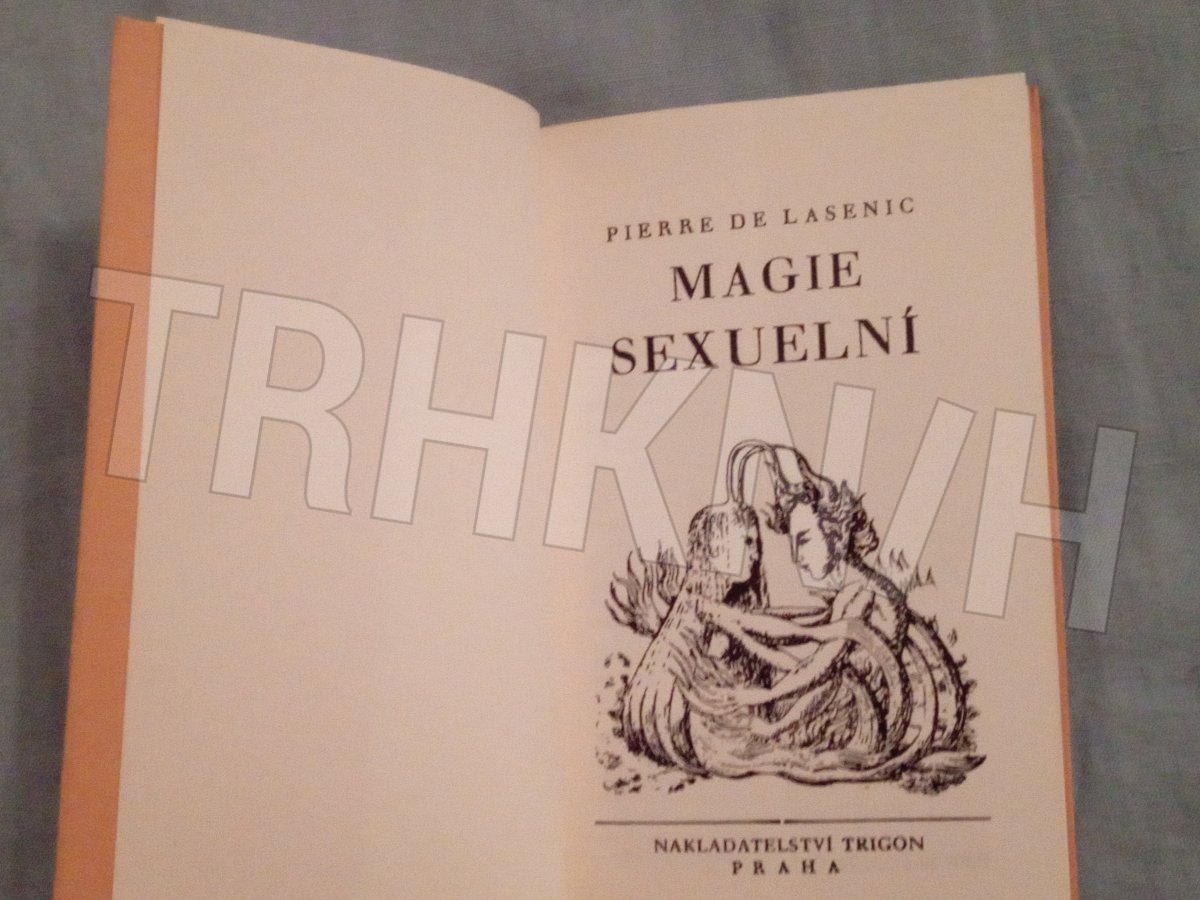 PIERRE DE LASENIC
MAGIE
SEXUELNÍ
TRHKNIH
NAKLADATELSTVÍ TRIGON
PRAHA